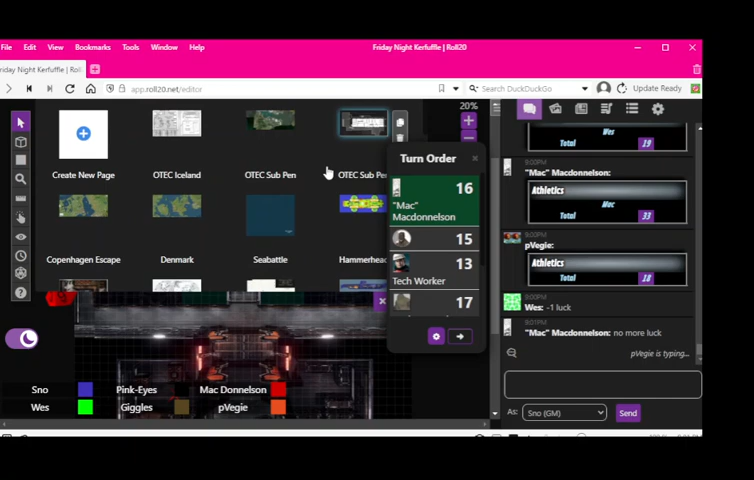 File Edit View Bookmarks Tools Window Help
Friday Night Kerfuffle | Roll20
riday Night Kerfuffle | Roll
app.roll20.net/editor
Search DuckDuckGo
Update Ready
20%
Create New Page
OTEC Iceland
OTEC Sub Pen
OTEC Sub Pe
Copenhagen Escape
Denmark
Seabattle
Hammerhea
Turn Order
16
"Mac"
Macdonnelson
15
13
Tech Worker
17
Wes
Total 19
9:00PM
"Mac" Macdonnelson:
Athletics
Mac
Total 33
9:00PM
pVegie:
Athletics
Total 10
9:00PM
Wes: -1 luck
9:01PM
"Mac" Macdonnelson: no more luck
pVegie is typing...
As: Sno (GM)
Send
Sno
Pink-Eyes
Mac Donnelson
Wes
Giggles
pVegie